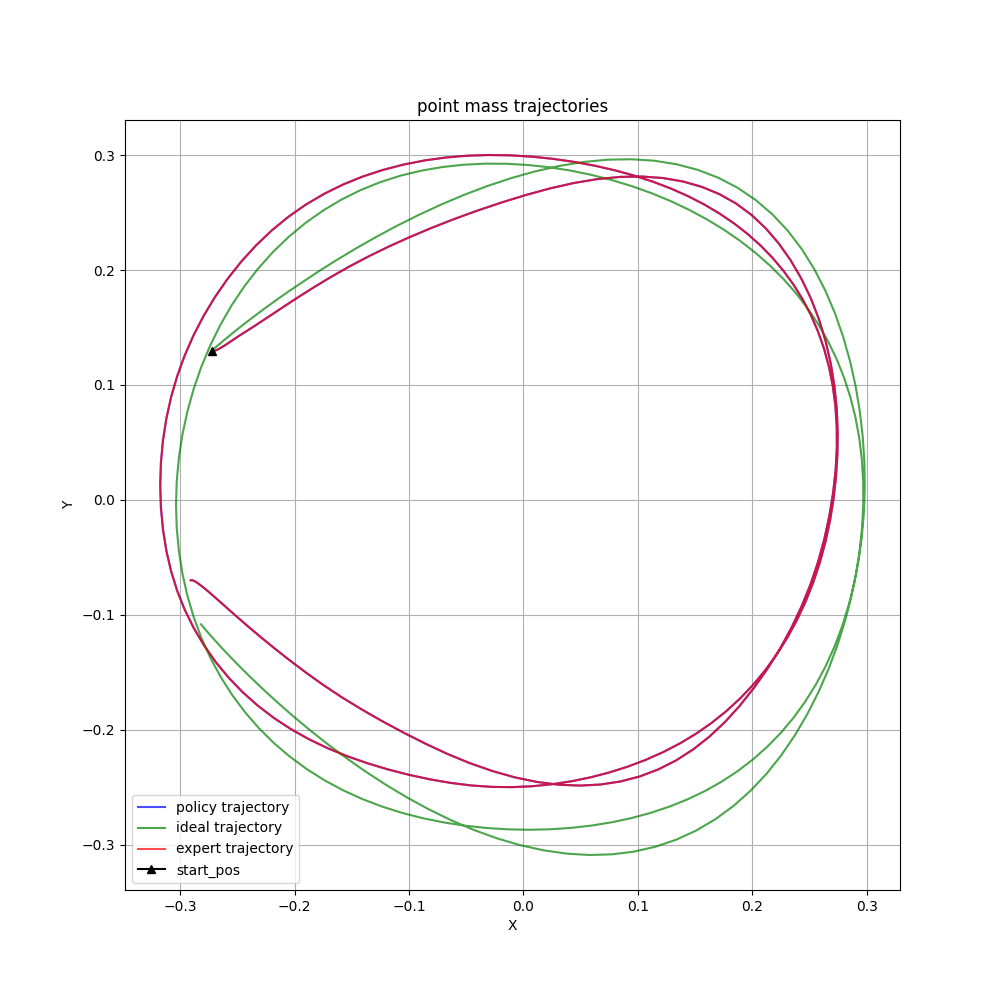 point mass trajectories
0.3
0.2
0.1
0.0
−0.1
−0.2
−0.3
Y
policy trajectory
ideal trajectory
expert trajectory
start_pos
−0.3 −0.2 −0.1 0.0 0.1 0.2 0.3
X